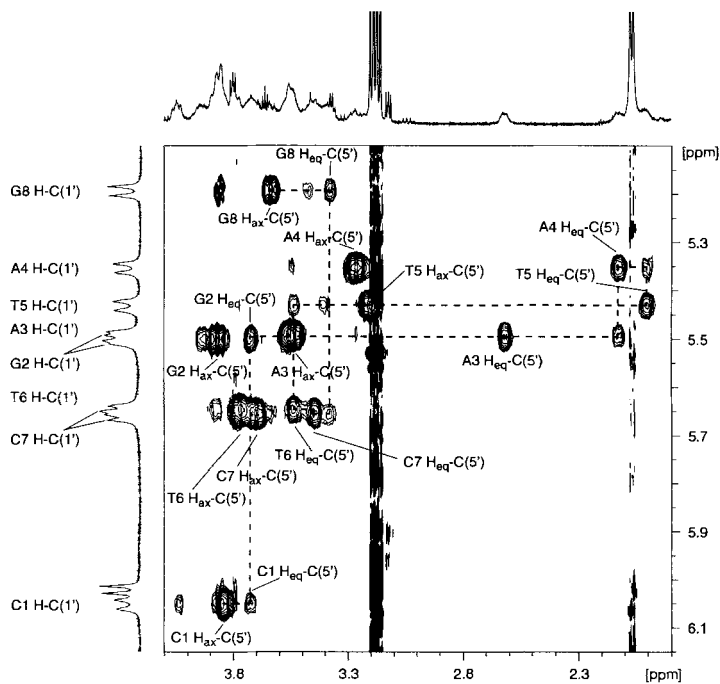 [ppm]
G8 H-C(1')
A4 H-C(1')
T5 H-C(1')
A3 H-C(1')
G2 H-C(1')
T6 H-C(1')
C7 H-C(1')
C1 H-C(1')
G8 Heq-C(5')
G8 Hax-C(5')
A4 Hax-C(5')
A4 Heq-C(5')
T5 Hax-C(5')
T5 Heq-C(5')
G2 Heq-C(5')
G2 Hax-C(5')
A3 Hax-C(5')
A3 Heq-C(5')
T6 Heq-C(5')
C7 Heq-C(5')
C7 Hax-C(5')
T6 Hax-C(5')
C1 Heq-C(5')
C1 Hax-C(5')
5.3
5.5
5.7
5.9
6.1
3.8
3.3
2.8
2.3
[ppm]